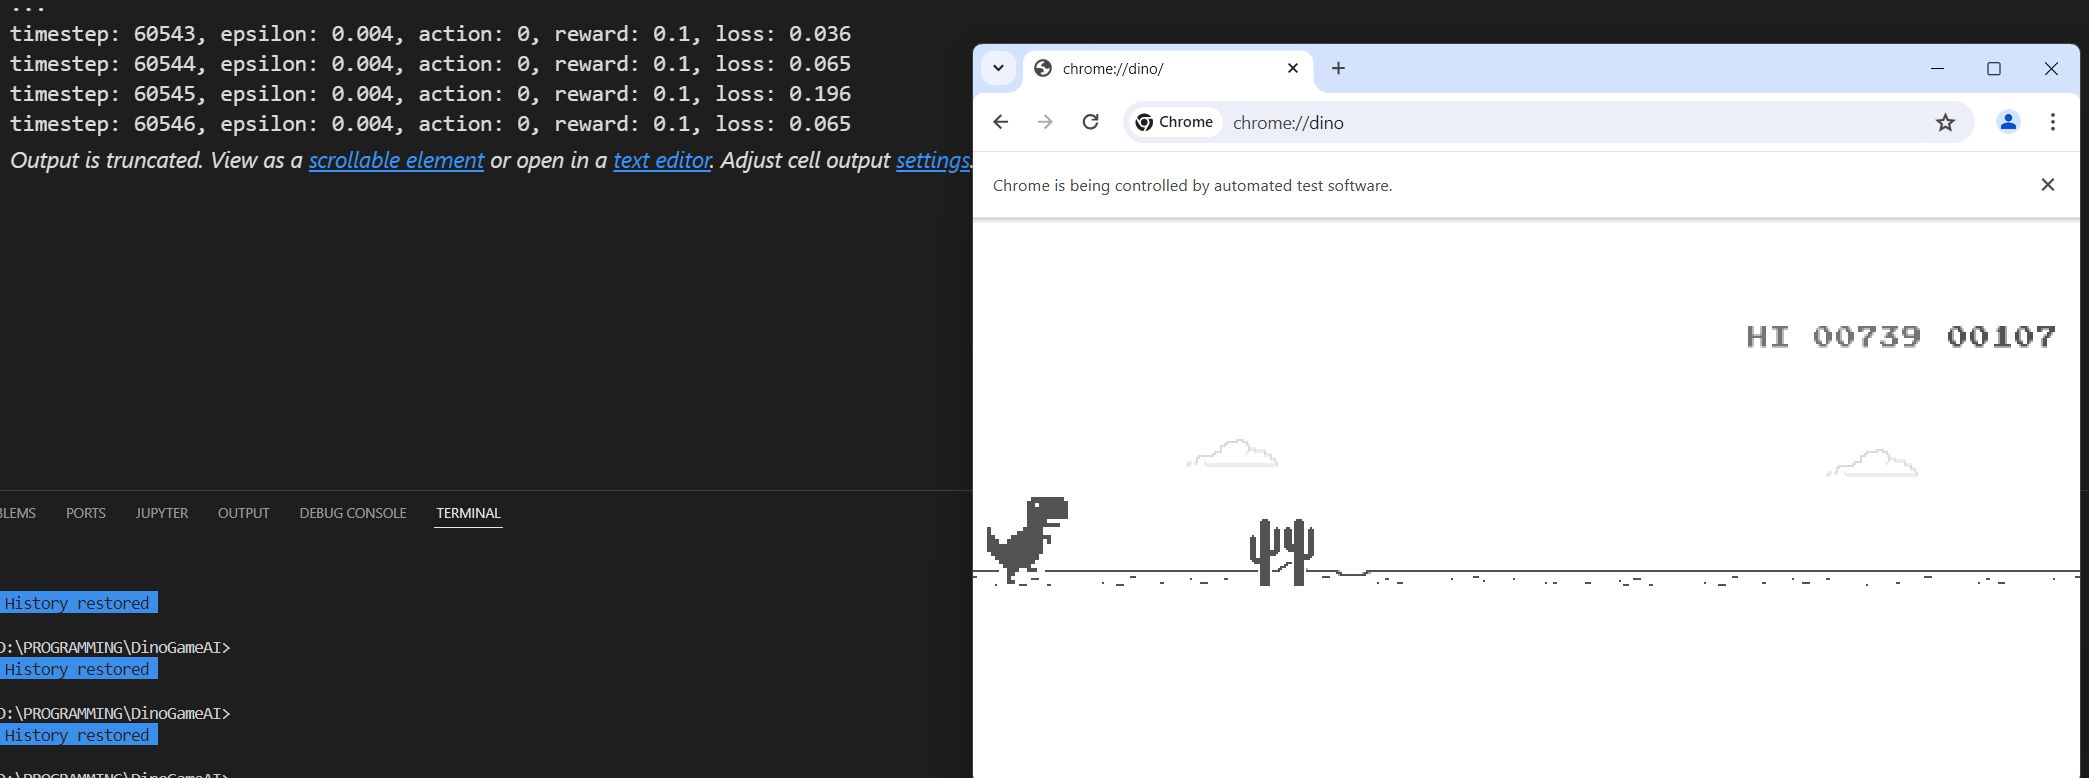 ...
timestep: 60543, epsilon: 0.004, action: 0, reward: 0.1, loss: 0.036
timestep: 60544, epsilon: 0.004, action: 0, reward: 0.1, loss: 0.065
timestep: 60545, epsilon: 0.004, action: 0, reward: 0.1, loss: 0.196
timestep: 60546, epsilon: 0.004, action: 0, reward: 0.1, loss: 0.065
Output is truncated. View as a scrollable element or open in a text editor. Adjust cell output settings.
BLEMS PORTS JUPYTER OUTPUT DEBUG CONSOLE TERMINAL
History restored
D:\PROGRAMMING\DinoGameAI>
History restored
D:\PROGRAMMING\DinoGameAI>
History restored
D:\PROGRAMMING\DinoGameAI>
chrome://dino/
Chrome chrome://dino
Chrome is being controlled by automated test software.
HI 00739 00107